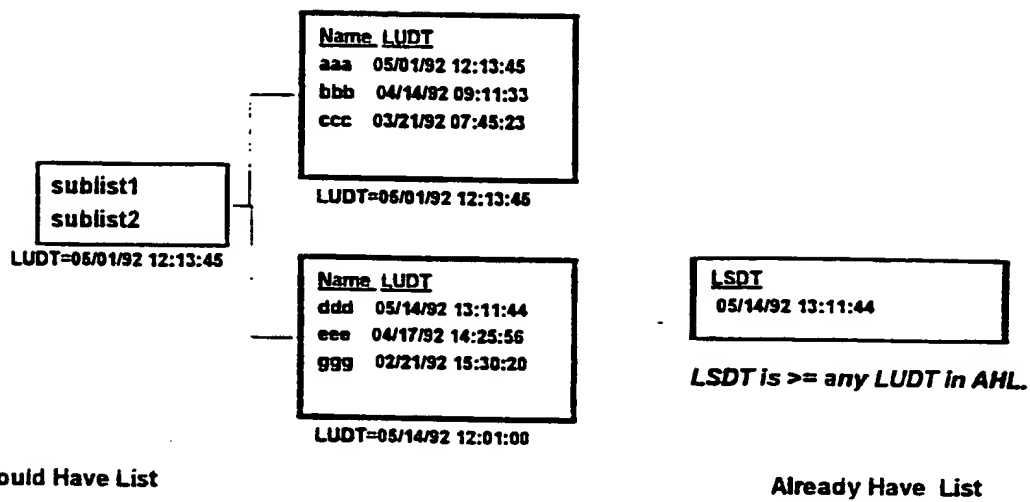 Name LUDT
aaa 05/01/92 12:13:45
bbb 04/14/92 09:11:33
ccc 03/21/92 07:45:23
LUDT=05/01/92 12:13:45
sublist1
sublist2
LUDT=05/01/92 12:13:45
Name LUDT
ddd 05/14/92 13:11:44
eee 04/17/92 14:25:56
ggg 02/21/92 15:30:20
LUDT=05/14/92 12:01:00
LSDT
05/14/92 13:11:44
LSDT is >= any LUDT in AHL.
ould Have List
Already Have List